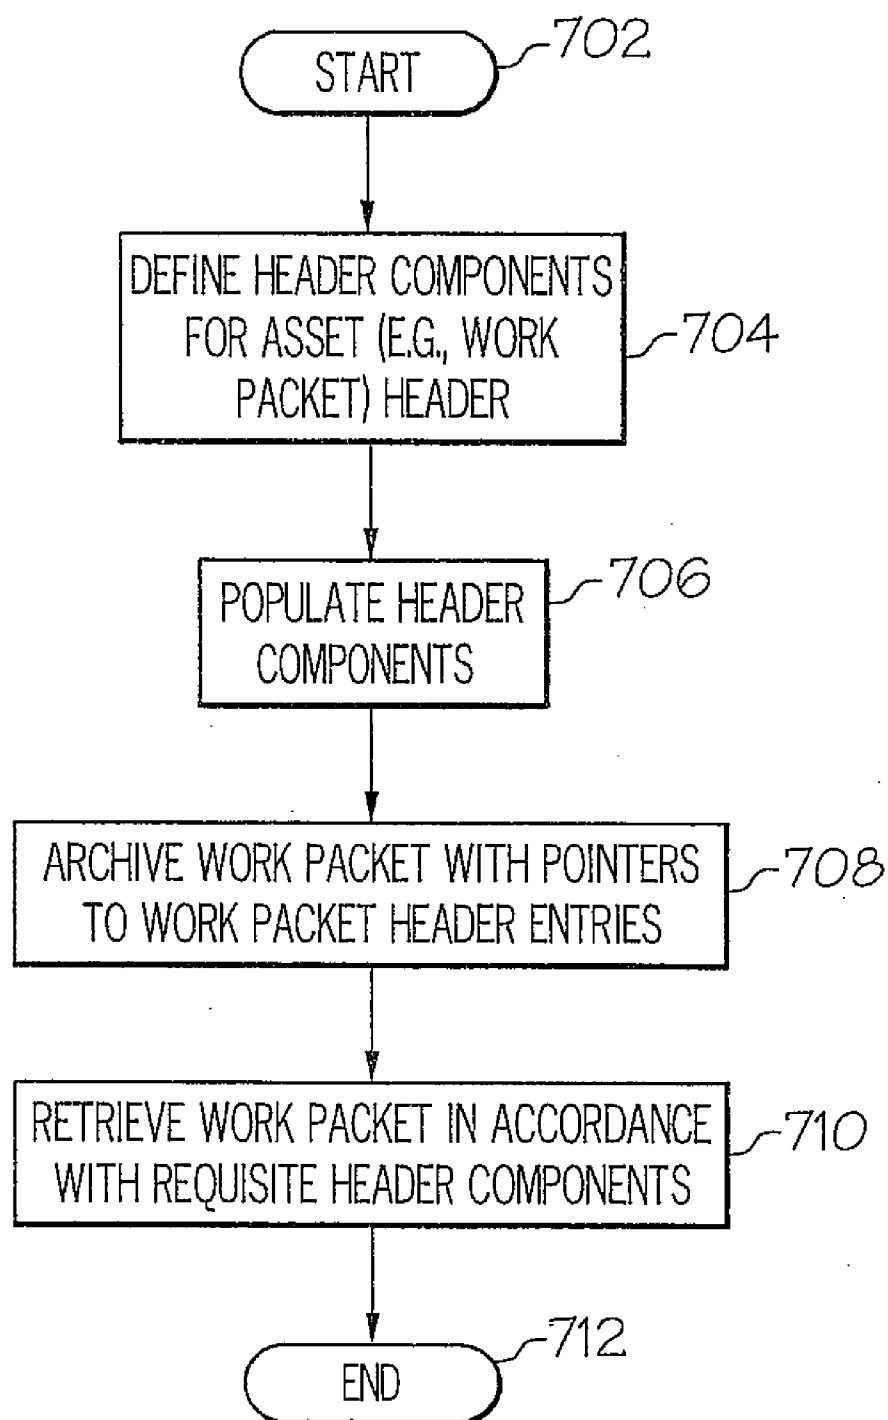 START
702
DEFINE HEADER COMPONENTS
FOR ASSET (E.G., WORK
PACKET) HEADER
704
POPULATE HEADER
COMPONENTS
706
ARCHIVE WORK PACKET WITH POINTERS
TO WORK PACKET HEADER ENTRIES
708
RETRIEVE WORK PACKET IN ACCORDANCE
WITH REQUISITE HEADER COMPONENTS
710
END
712